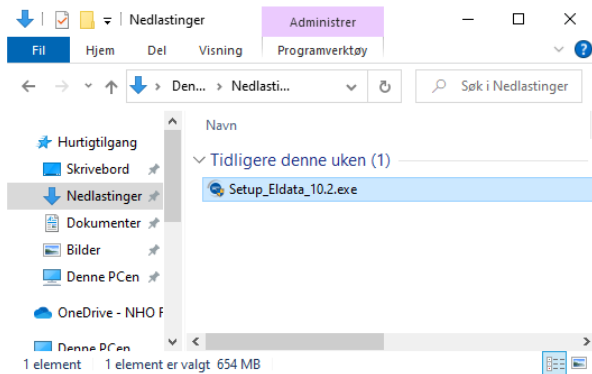 Nedlastinger
Administrer
Fil Hjem Del Visning Programverktøy
Den... Nedlasti... Søk i Nedlastinger
Navn
Hurtigtilgang
Tidligere denne uken (1)
Skrivebord
Setup_Eldata_10.2.exe
Nedlastinger
Dokumenter
Bilder
Denne PCen
OneDrive - NHO F
Denne PCen
1 element 1 element er valgt 654 MB